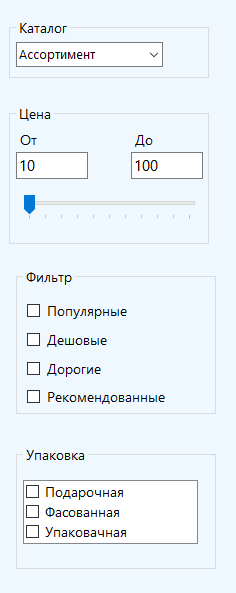 Каталог
Ассортимент
Цена
От До
10 100
Фильтр
Популярные
Дешовые
Дорогие
Рекомендованные
Упаковка
Подарочная
Фасованная
Упаковачная